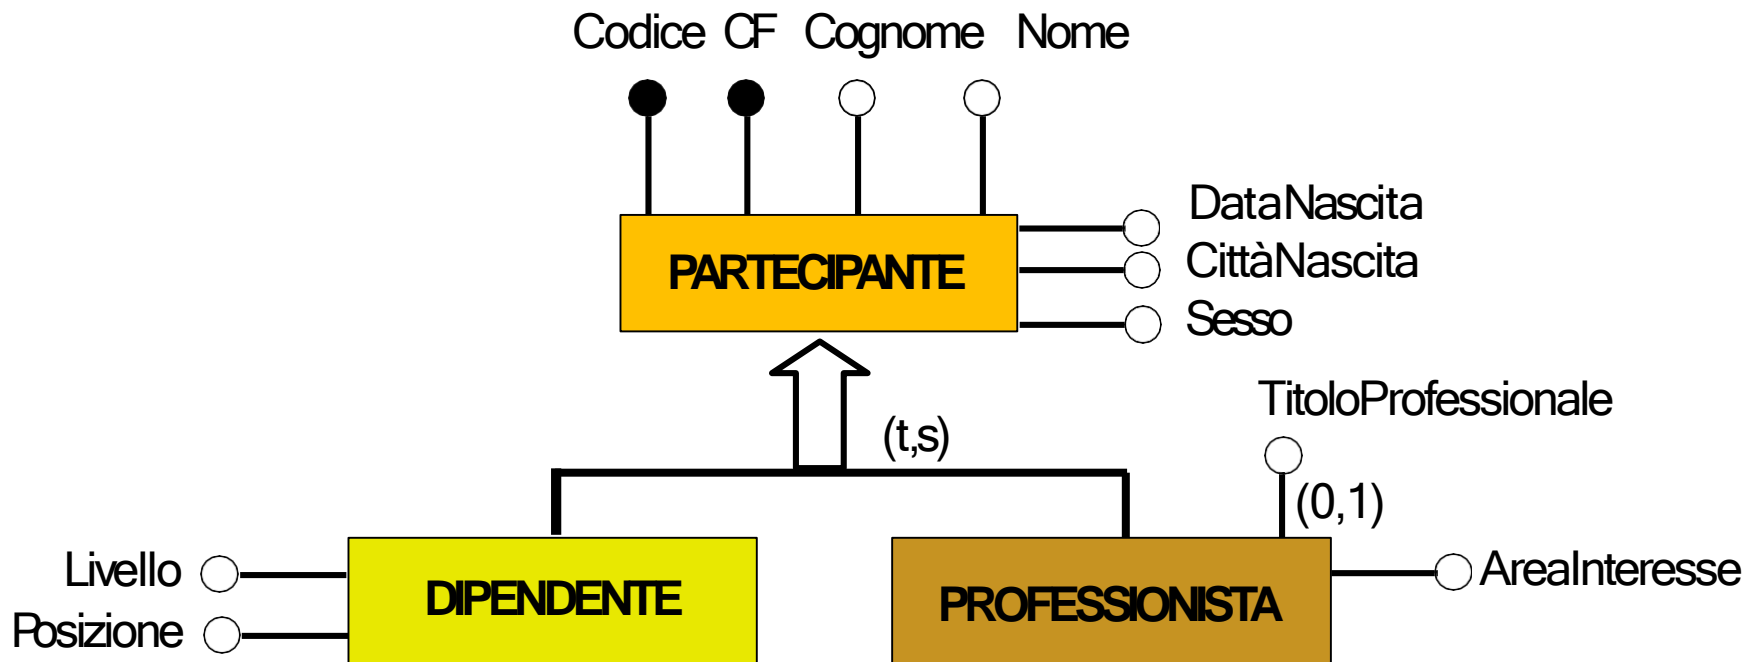 Codice CF Cognome Nome
DataNascita
PARTECIPANTE
CittàNascita
Sesso
TitoloProfessionale
(t,s)
(0,1)
Livello
AreaInteresse
DIPENDENTE
PROFESSIONISTA
Posizione